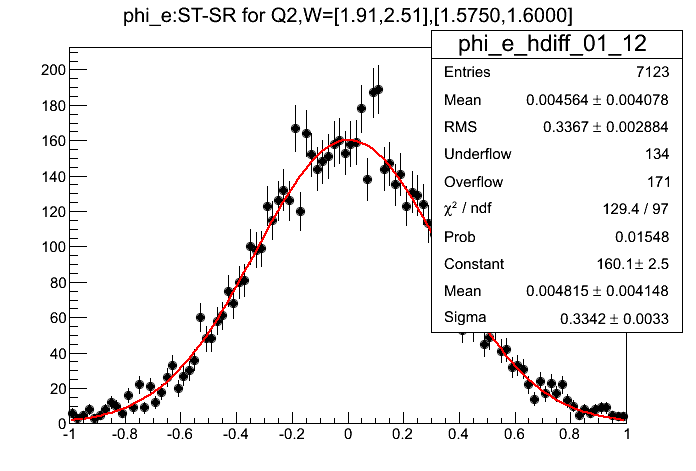 phi_e:ST-SR for Q2,W=[1.91,2.51],[1.5750,1.6000]
phi_e_hdiff_01_12
Entries 7123
Mean 0.004564 ± 0.004078
RMS 0.3367 ± 0.002884
Underflow 134
Overflow 171
χ² / ndf 129.4 / 97
Prob 0.01548
Constant 160.1± 2.5
Mean 0.004815 ± 0.004148
Sigma 0.3342 ± 0.0033
200
180
160
140
120
100
80
60
40
20
0
-1 -0.8 -0.6 -0.4 -0.2 0 0.2 0.4 0.6 0.8 1